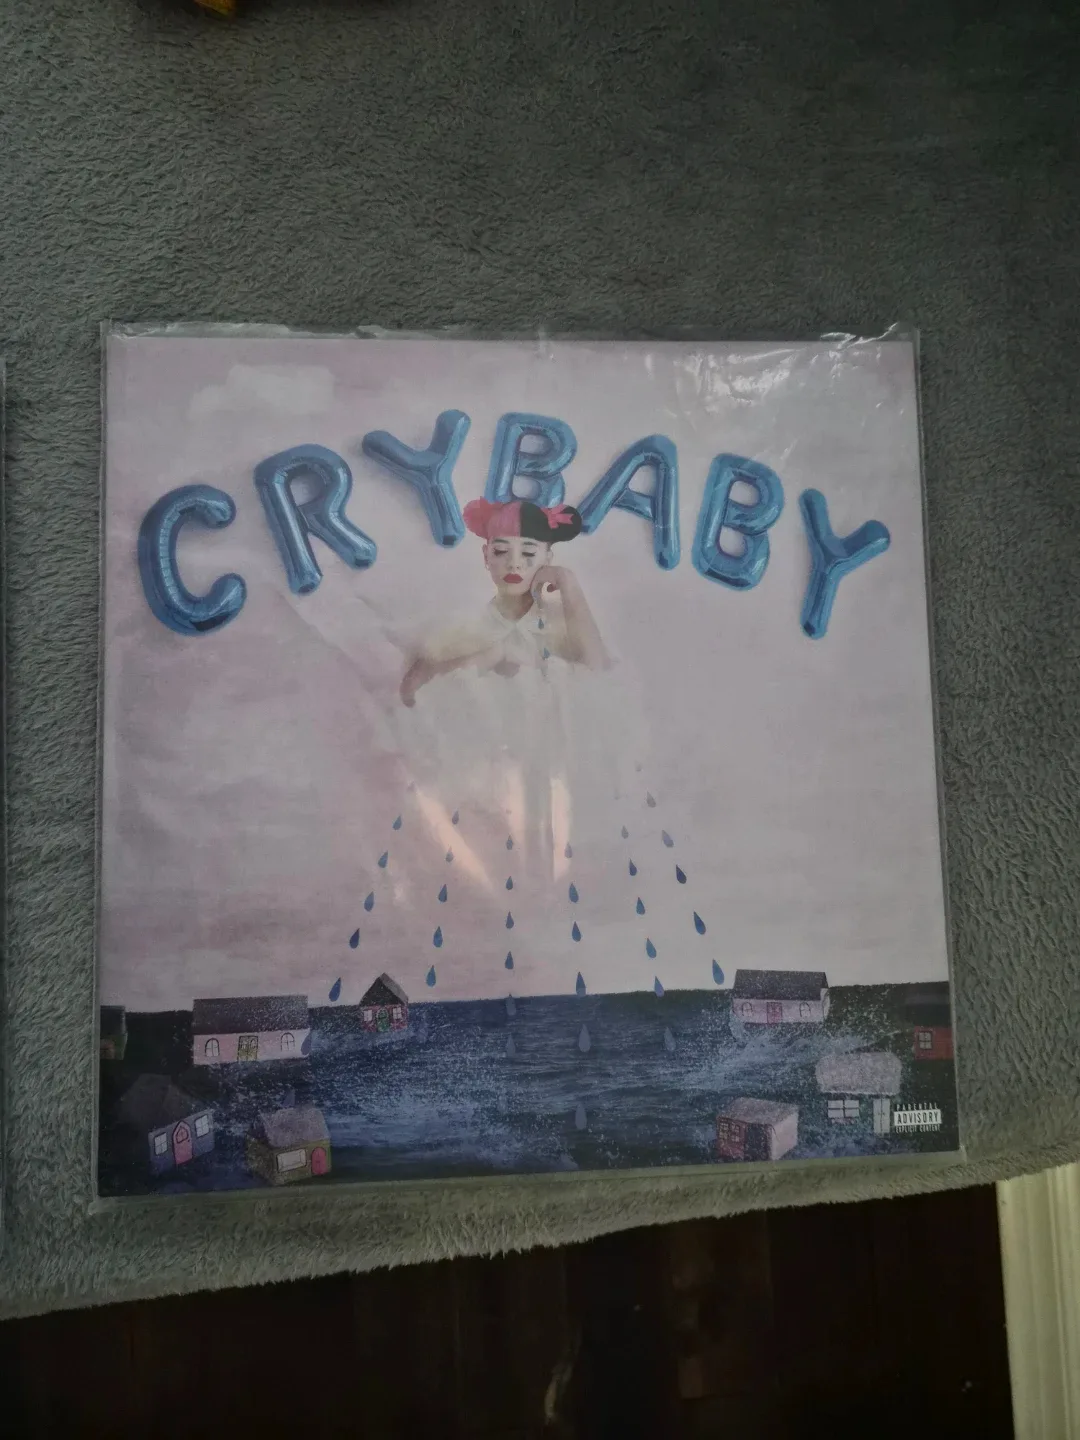 CRYBABY
PARENTAL
ADVISORY
EXPLICIT CONTENT